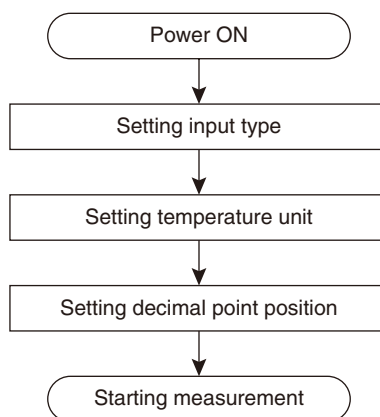 Power ON
Setting input type
Setting temperature unit
Setting decimal point position
Starting measurement